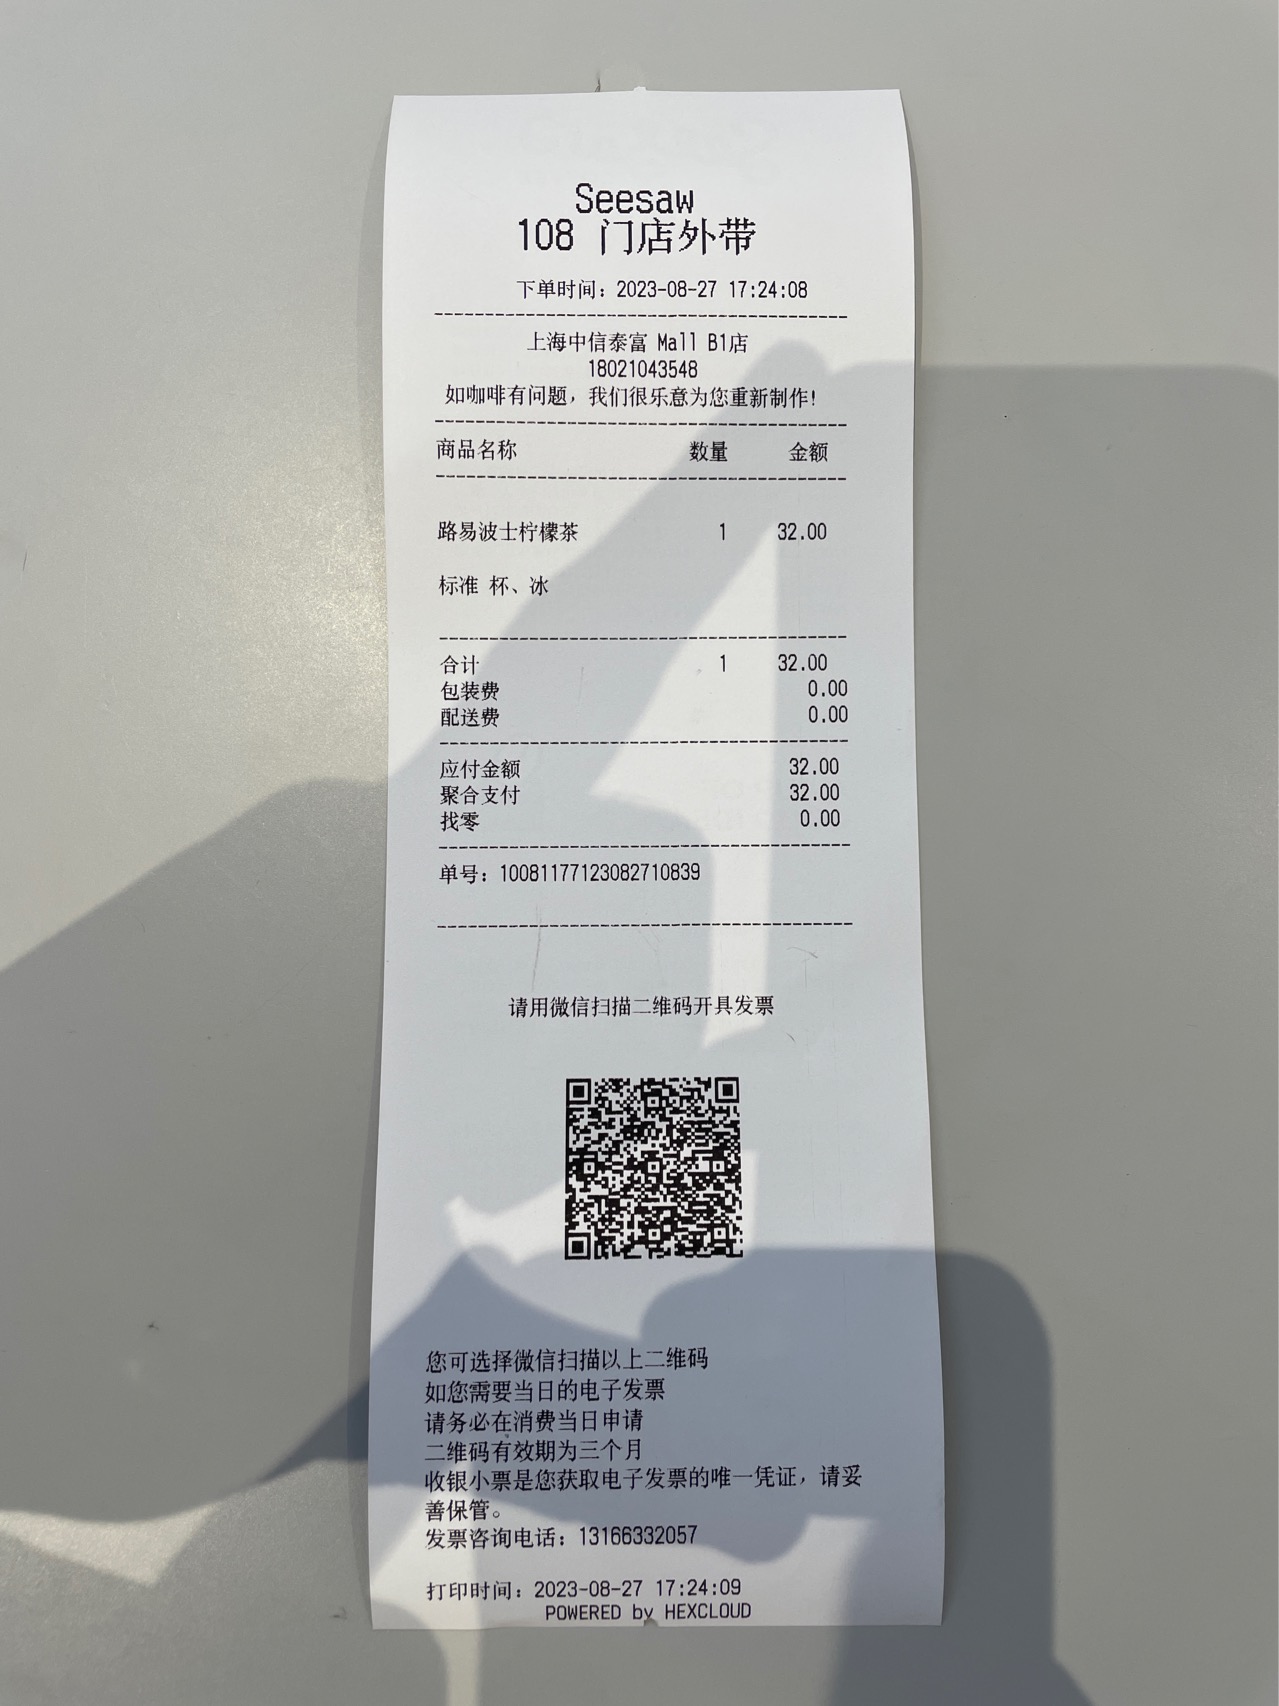 Seesaw
108 门店外带
下单时间：2023-08-27 17:24:08
上海中信泰富 Mall B1店
18021043548
如咖啡有问题，我们很乐意为您重新制作！
商品名称 数量 金额
路易波士柠檬茶 1 32.00
标准 杯、冰
合计 1 32.00
包装费 0.00
配送费 0.00
应付金额 32.00
聚合支付 32.00
找零 0.00
单号：10081177123082710839
请用微信扫描二维码开具发票
您可选择微信扫描以上二维码
如您需要当日的电子发票
请务必在消费当日申请
二维码有效期为三个月
收银小票是您获取电子发票的唯一凭证，请妥
善保管。
发票咨询电话：13166332057
打印时间：2023-08-27 17:24:09
POWERED by HEXCLOUD